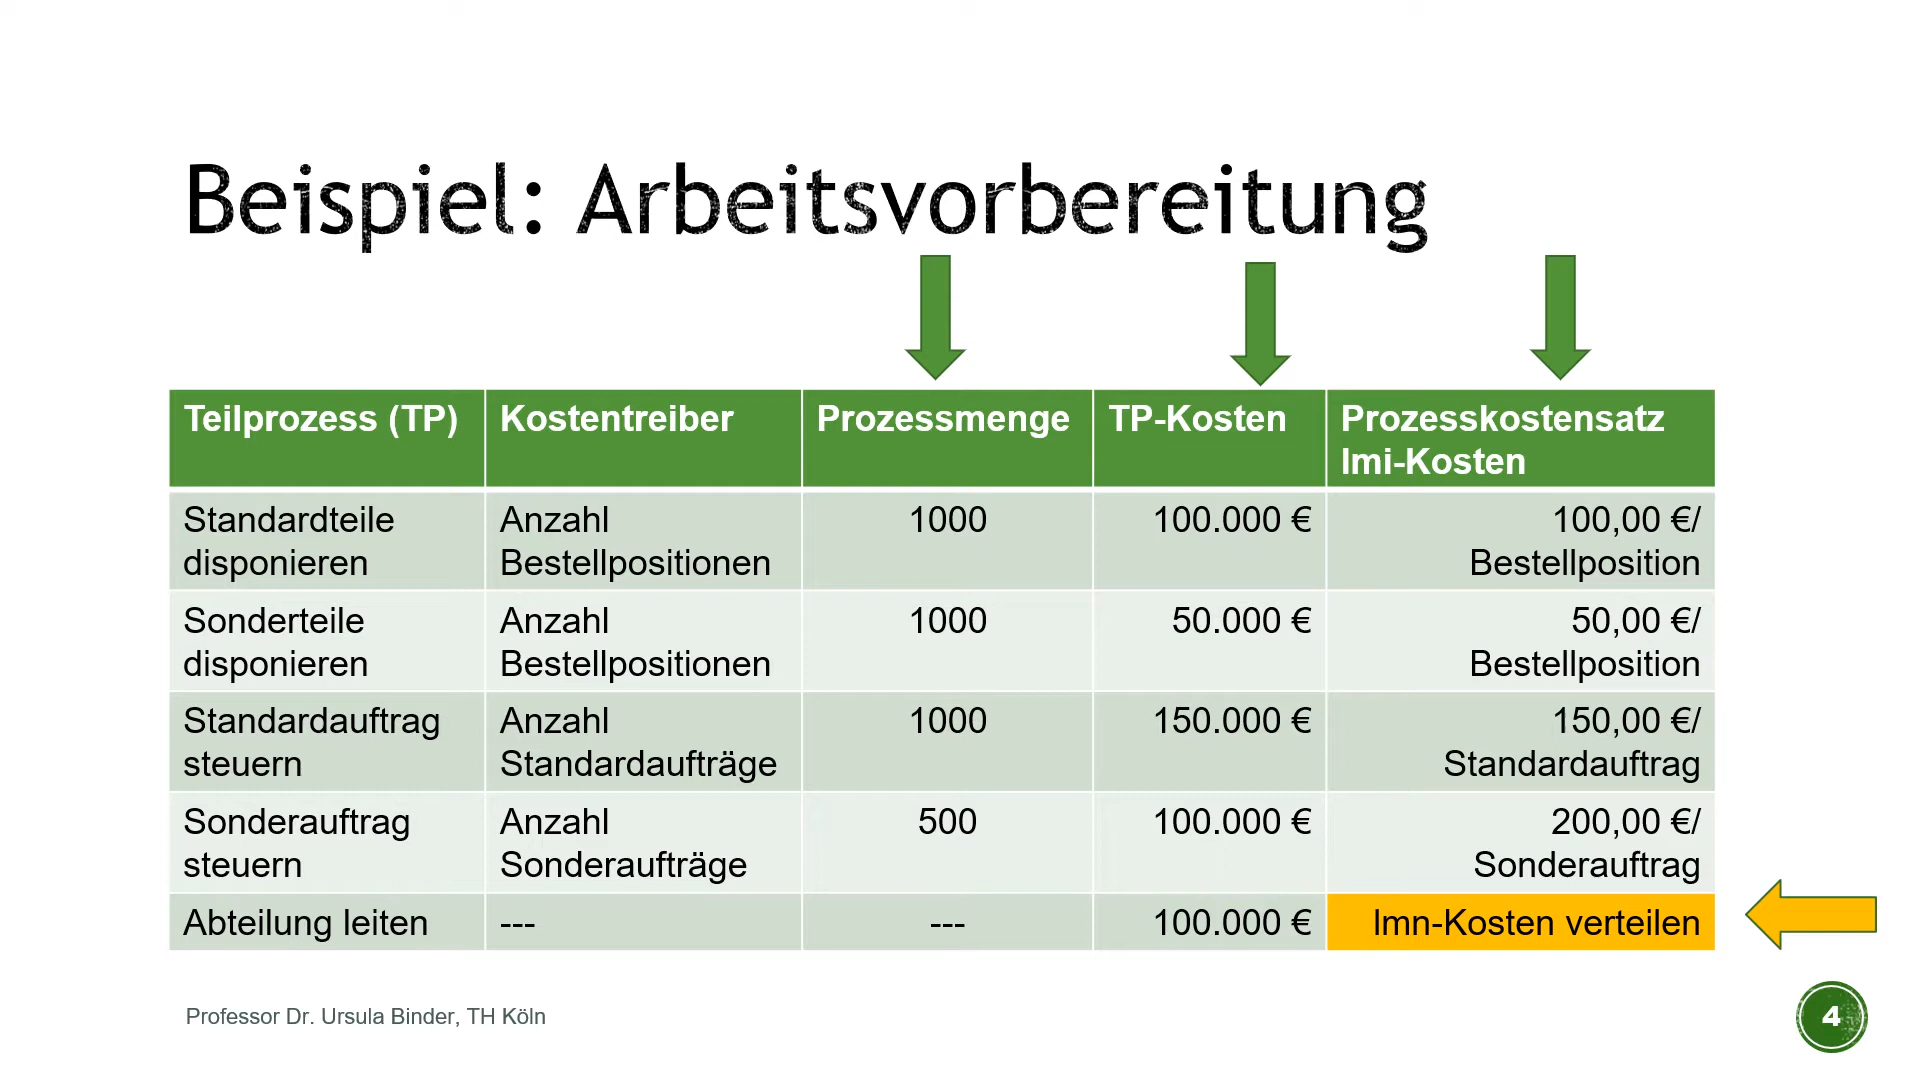 Beispiel: Arbeitsvorbereitung
Teilprozess (TP) Kostentreiber Prozessmenge TP-Kosten Prozesskostensatz
lmi-Kosten
Standardteile Anzahl 1000 100.000 € 100,00 €/
disponieren Bestellpositionen Bestellposition
Sonderteile Anzahl 1000 50.000 € 50,00 €/
disponieren Bestellpositionen Bestellposition
Standardauftrag Anzahl 1000 150.000 € 150,00 €/
steuern Standardaufträge Standardauftrag
Sonderauftrag Anzahl 500 100.000 € 200,00 €/
steuern Sonderaufträge Sonderauftrag
Abteilung leiten --- --- 100.000 € lmn-Kosten verteilen
Professor Dr. Ursula Binder, TH Köln
4